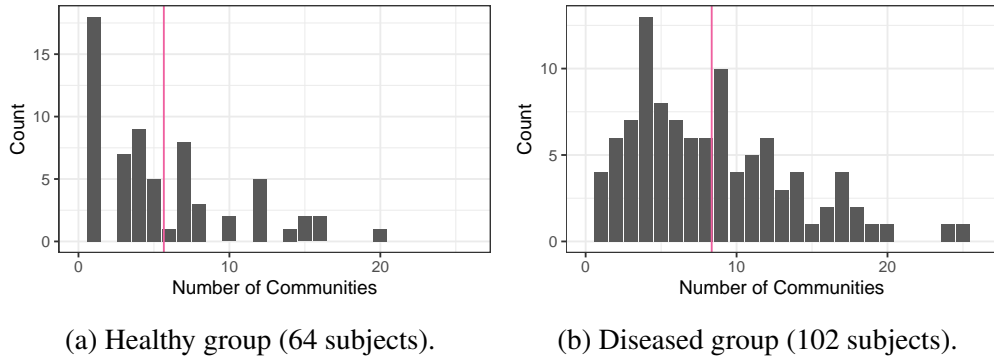 15
10
5
0
Count
0 10 20
Number of Communities
(a) Healthy group (64 subjects).
10
5
0
Count
0 10 20
Number of Communities
(b) Diseased group (102 subjects).